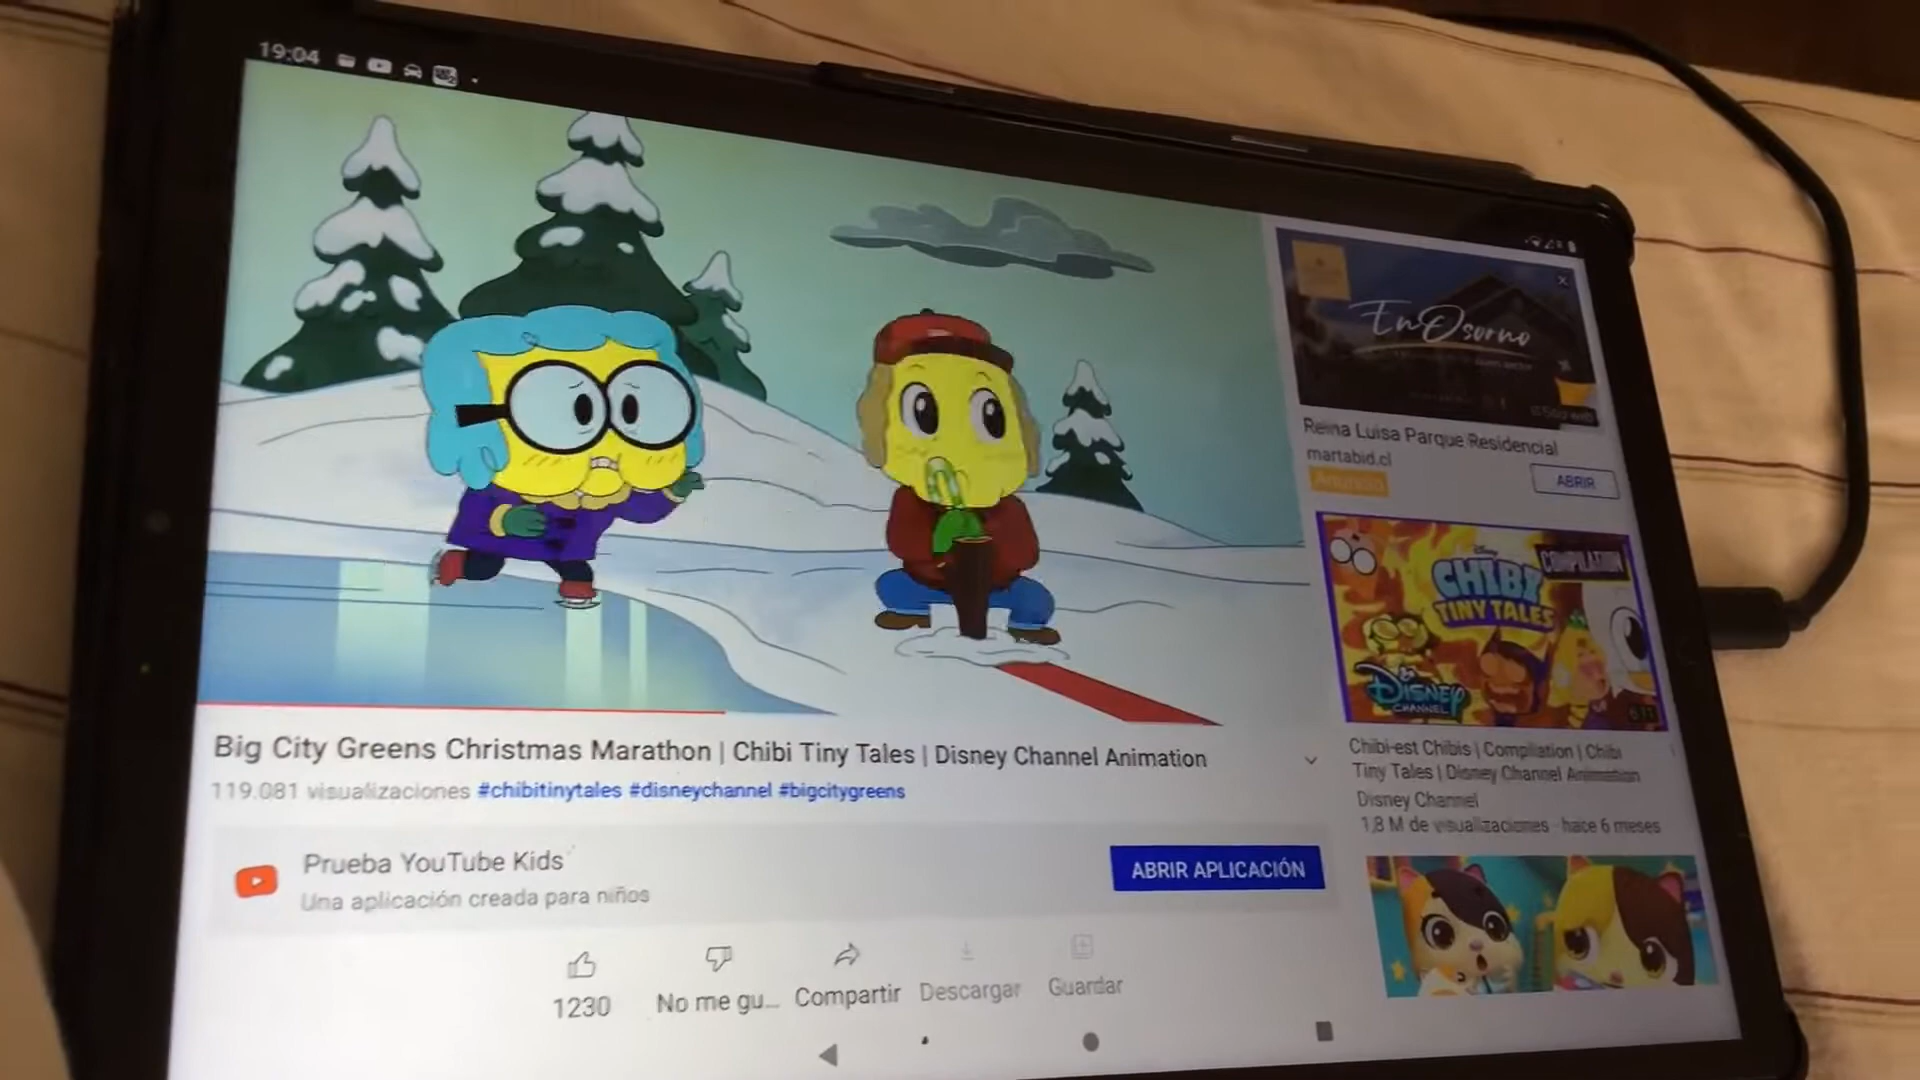 19:04
EnOsorno
Reina Luisa Parque Residencial
martabid.cl
Anuncio
ABRIR
Disney
CHIBI
TINY TALES
COMPILATION
DISNEY
CHANNEL
Chibi-est Chibis | Compilation | Chibi
Tiny Tales | Disney Channel Animation
Disney Channel
1,8 M de visualizaciones · hace 6 meses
Big City Greens Christmas Marathon | Chibi Tiny Tales | Disney Channel Animation
119.081 visualizaciones #chibitinytales #disneychannel #bigcitygreens
Prueba YouTube Kids
Una aplicación creada para niños
ABRIR APLICACIÓN
1230
No me gu...
Compartir
Descargar
Guardar